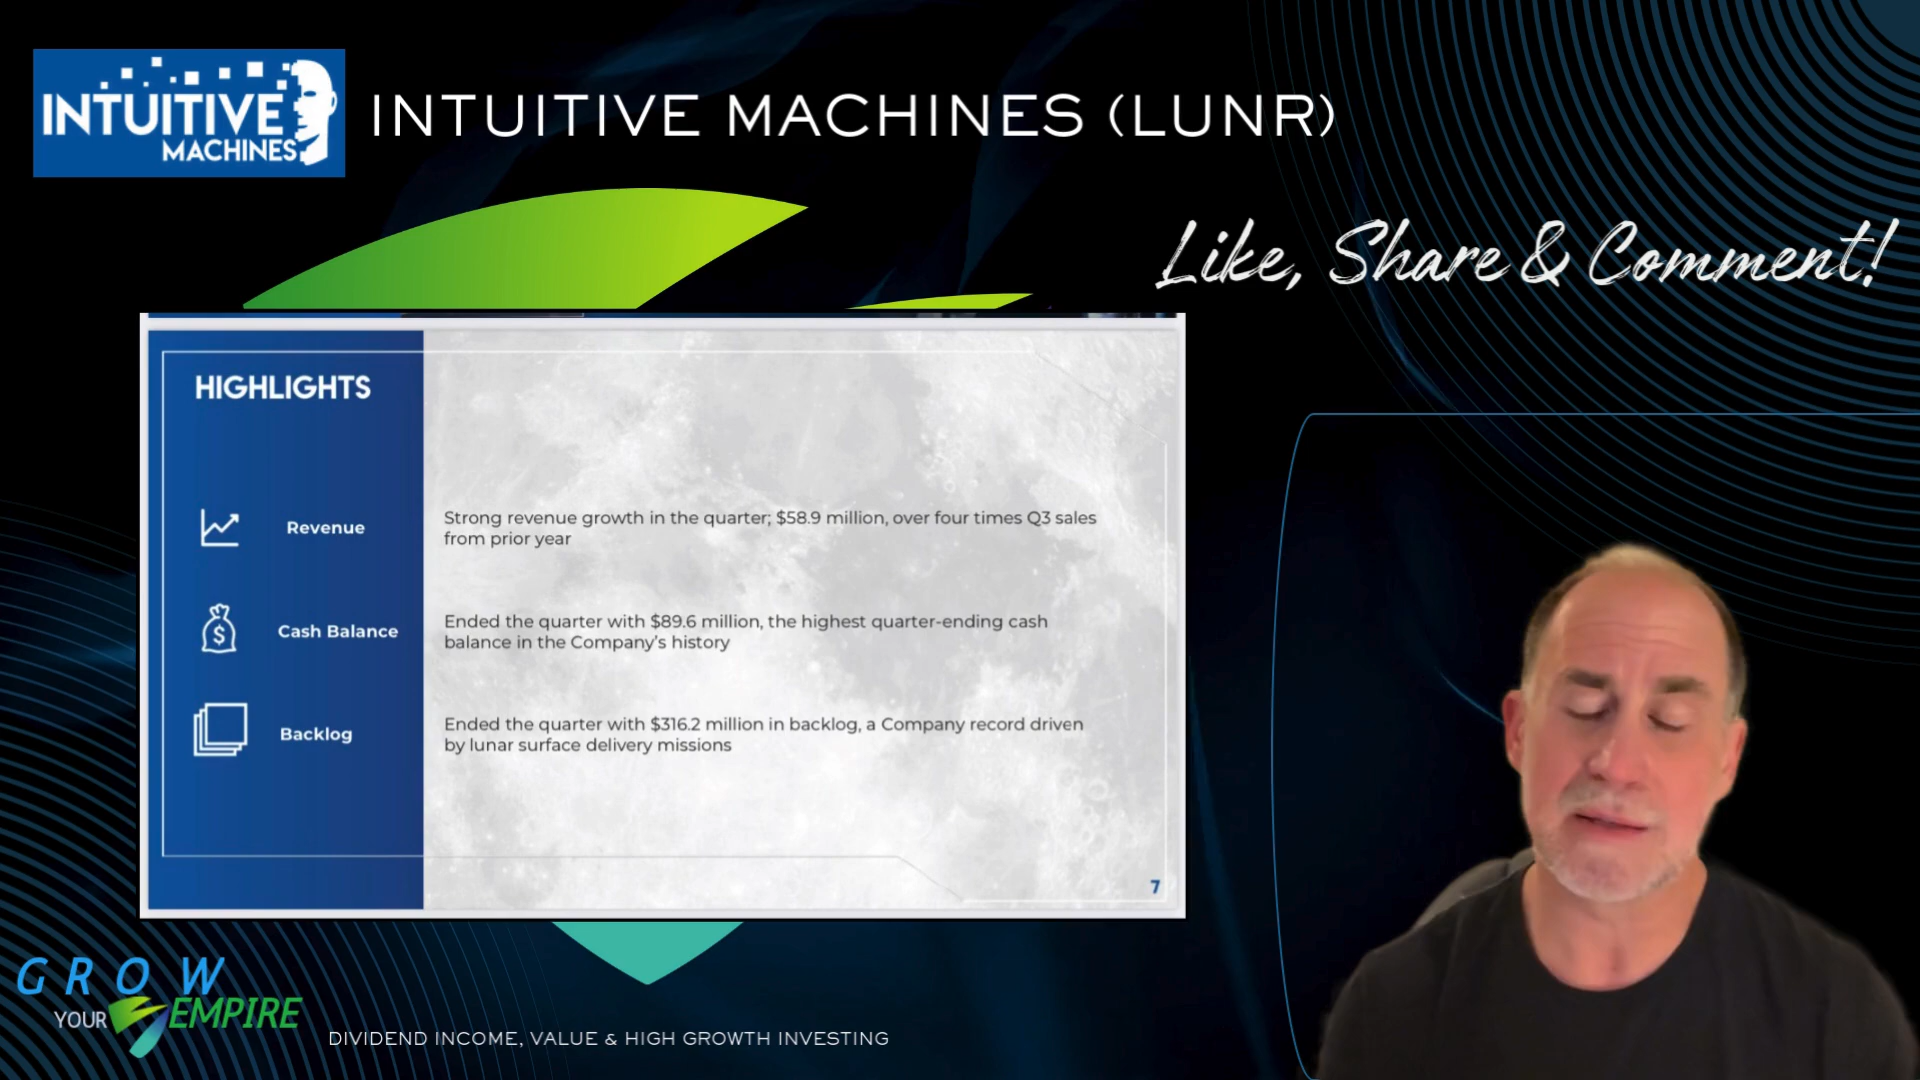 INTUITIVE
MACHINES
INTUITIVE MACHINES (LUNR)
Like, Share & Comment!
HIGHLIGHTS
Revenue
Strong revenue growth in the quarter; $58.9 million, over four times Q3 sales
from prior year
$
Cash Balance
Ended the quarter with $89.6 million, the highest quarter-ending cash
balance in the Company's history
Backlog
Ended the quarter with $316.2 million in backlog, a Company record driven
by lunar surface delivery missions
7
GROW
YOUR EMPIRE
DIVIDEND INCOME, VALUE & HIGH GROWTH INVESTING